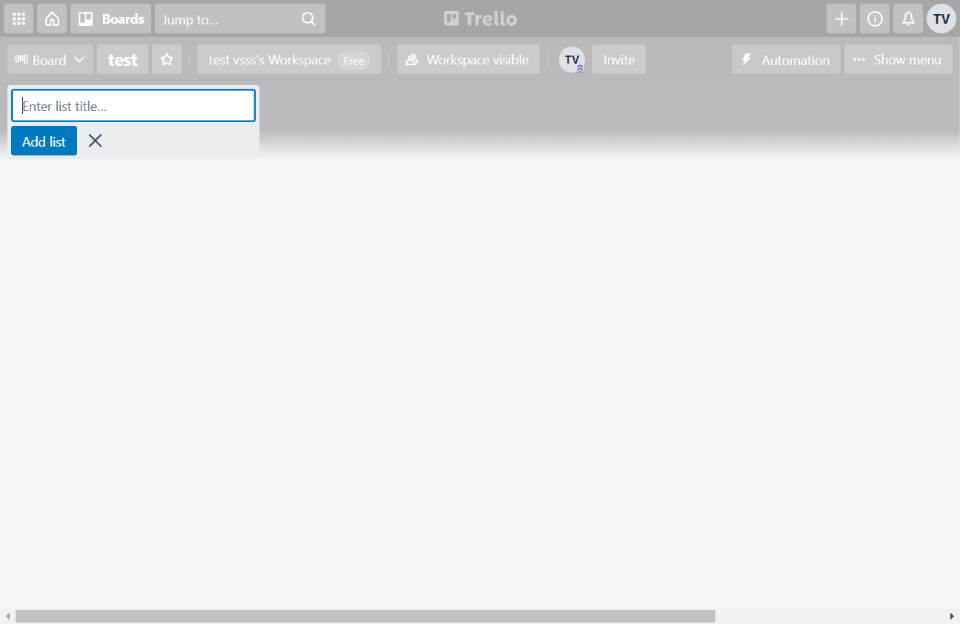 Boards Jump to... Trello TV
Board test test vsss's Workspace Free Workspace visible TV Invite Automation Show menu
Enter list title...
Add list